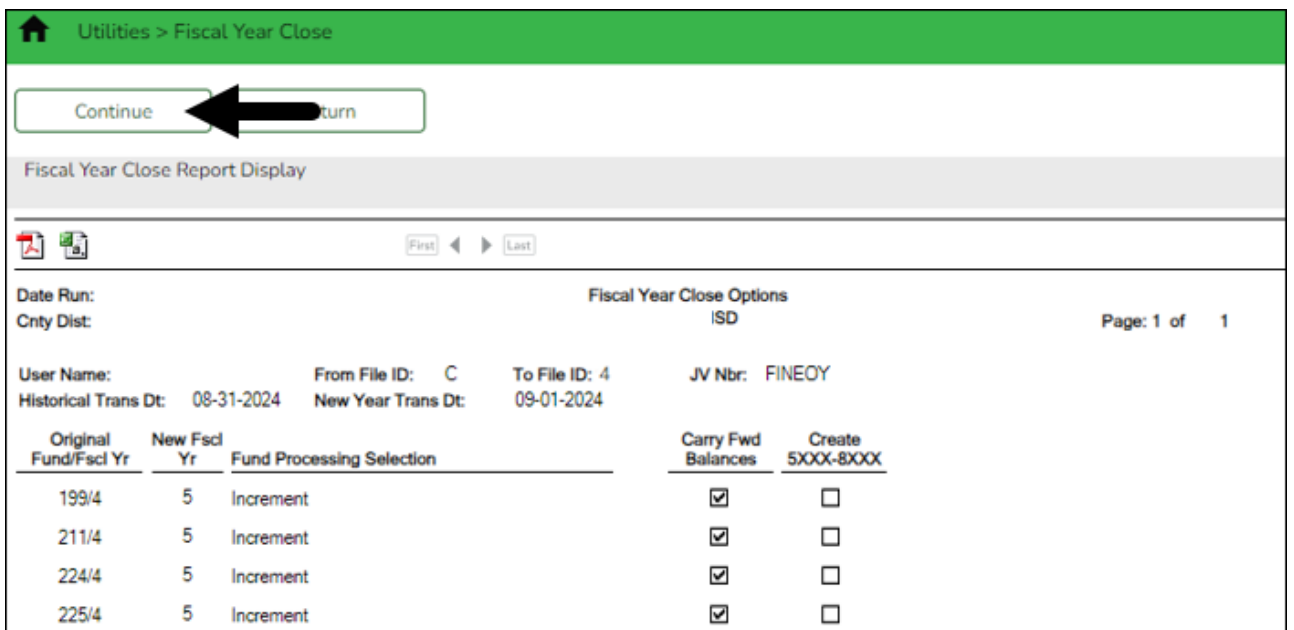 Utilities > Fiscal Year Close
Continue turn
Fiscal Year Close Report Display
First Last
Date Run: Fiscal Year Close Options
Cnty Dist: ISD Page: 1 of 1
User Name: From File ID: C To File ID: 4 JV Nbr: FINEOY
Historical Trans Dt: 08-31-2024 New Year Trans Dt: 09-01-2024
Original New Fscl Carry Fwd Create
Fund/Fscl Yr Yr Fund Processing Selection Balances 5XXX-8XXX
199/4 5 Increment
211/4 5 Increment
224/4 5 Increment
225/4 5 Increment